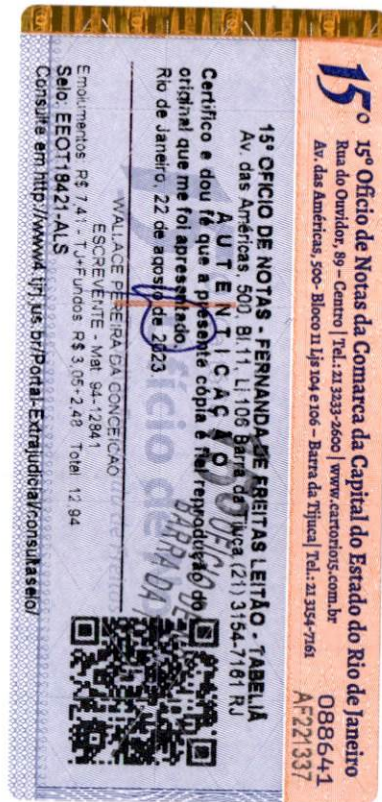 15º
15º Ofício de Notas da Comarca da Capital do Estado do Rio de Janeiro
Rua do Ouvidor, 89 – Centro | Tel.: 21 3233-2600 | www.cartorio15.com.br
Av. das Américas, 500 - Bloco 11 Ljs 104 e 106 - Barra da Tijuca | Tel.: 21 3154-7161
088641
AF221337
15º OFICIO DE NOTAS - FERNANDA DE FREITAS LEITÃO - TABELIÃ
Av. das Américas, 500, Bl.11, Lj 106 Barra da Tijuca (21) 3154-7161 RJ
AUTENTICAÇÃO
Certifico e dou fé que a presente cópia é fiel reprodução do
original que me foi apresentado.
Rio de Janeiro, 22 de agosto de 2023
WALLACE PEREIRA DA CONCEICAO
ESCREVENTE - Mat. 94-12841
Emolumentos: R$ 7,41 - TJ+Fundos R$ 3,05+2,48 Total 12,94
Selo: EEOT18421-ALS
Consulte em http://www4.tjrj.jus.br/Portal-Extrajudicial/consultaselo/